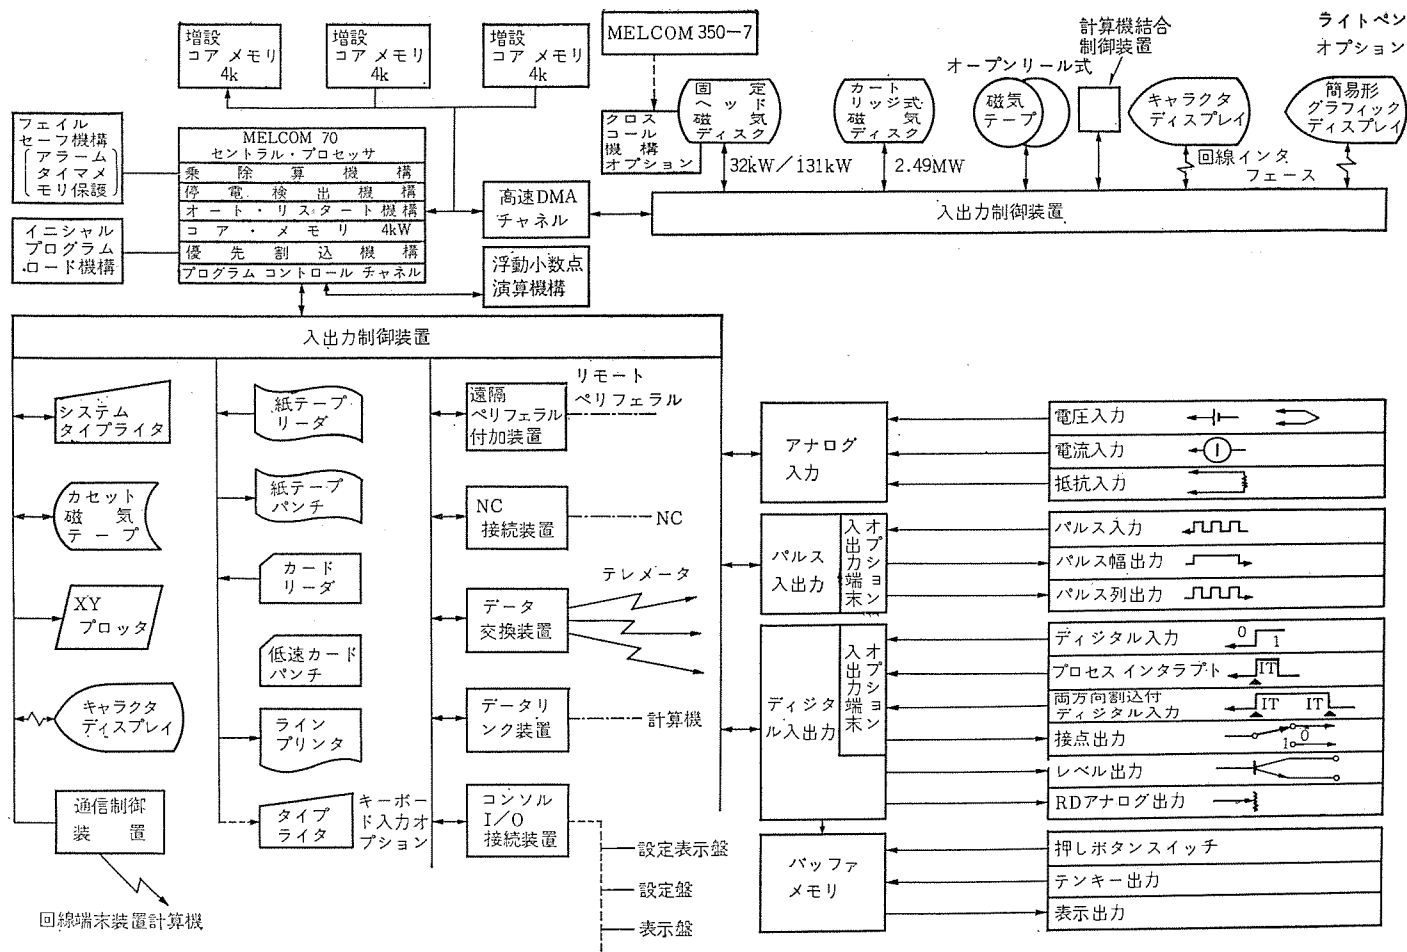 増設
コア メモリ
4k
増設
コア メモリ
4k
増設
コア メモリ
4k
MELCOM 350-7
クロス
コール
機構
オプション
固定
ヘッド
磁気
ディスク
32kW/131kW
カート
リッジ式
磁気
ディスク
2.49MW
オープンリール式
磁気
テープ
計算機結合
制御装置
キャラクタ
ディスプレイ
回線インタ
フェース
ライトペン
オプション
簡易形
グラフィック
ディスプレイ
フェイル
セーフ機構
アラーム
タイマメ
モリ保護
イニシャル
プログラム
ロード機構
MELCOM 70
セントラル・プロセッサ
乗除算機構
停電検出機構
オート・リスタート機構
コア・メモリ 4kW
優先割込機構
プログラム コントロール チャネル
高速DMA
チャネル
浮動小数点
演算機構
入出力制御装置
入出力制御装置
システム
タイプライタ
カセット
磁気
テープ
XY
プロッタ
キャラクタ
ディスプレイ
通信制御
装置
回線端末装置計算機
紙テープ
リーダ
紙テープ
パンチ
カード
リーダ
低速カード
パンチ
ライン
プリンタ
タイプ
ライタ
キーボー
ド入力オ
プション
遠隔
ペリフェラル
付加装置
リモート
ペリフェラル
NC
接続装置
NC
データ
交換装置
テレメータ
データリ
ンク装置
計算機
コンソル
I/O
接続装置
設定表示盤
設定盤
表示盤
アナログ
入力
電圧入力
電流入力
抵抗入力
パルス
入出力
オプション
入出力端末
パルス入力
パルス幅出力
パルス列出力
ディジタ
ル入出力
オプション
入出力端末
ディジタル入力 0 1
プロセス インタラプト IT
両方向割込付
ディジタル入力 IT IT
接点出力 0 1
レベル出力
RDアナログ出力
バッファ
メモリ
押しボタンスイッチ
テンキー出力
表示出力